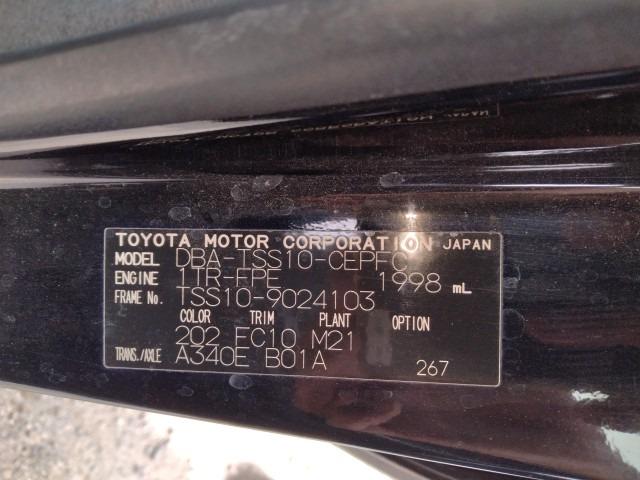 TOYOTA MOTOR CORPORATION JAPAN
MODEL DBA-TSS10-CEPFC
ENGINE 1TR-FPE 1998 mL
FRAME No. TSS10-9024103
COLOR TRIM PLANT OPTION
202 FC10 M21
TRANS./AXLE A340E B01A 267